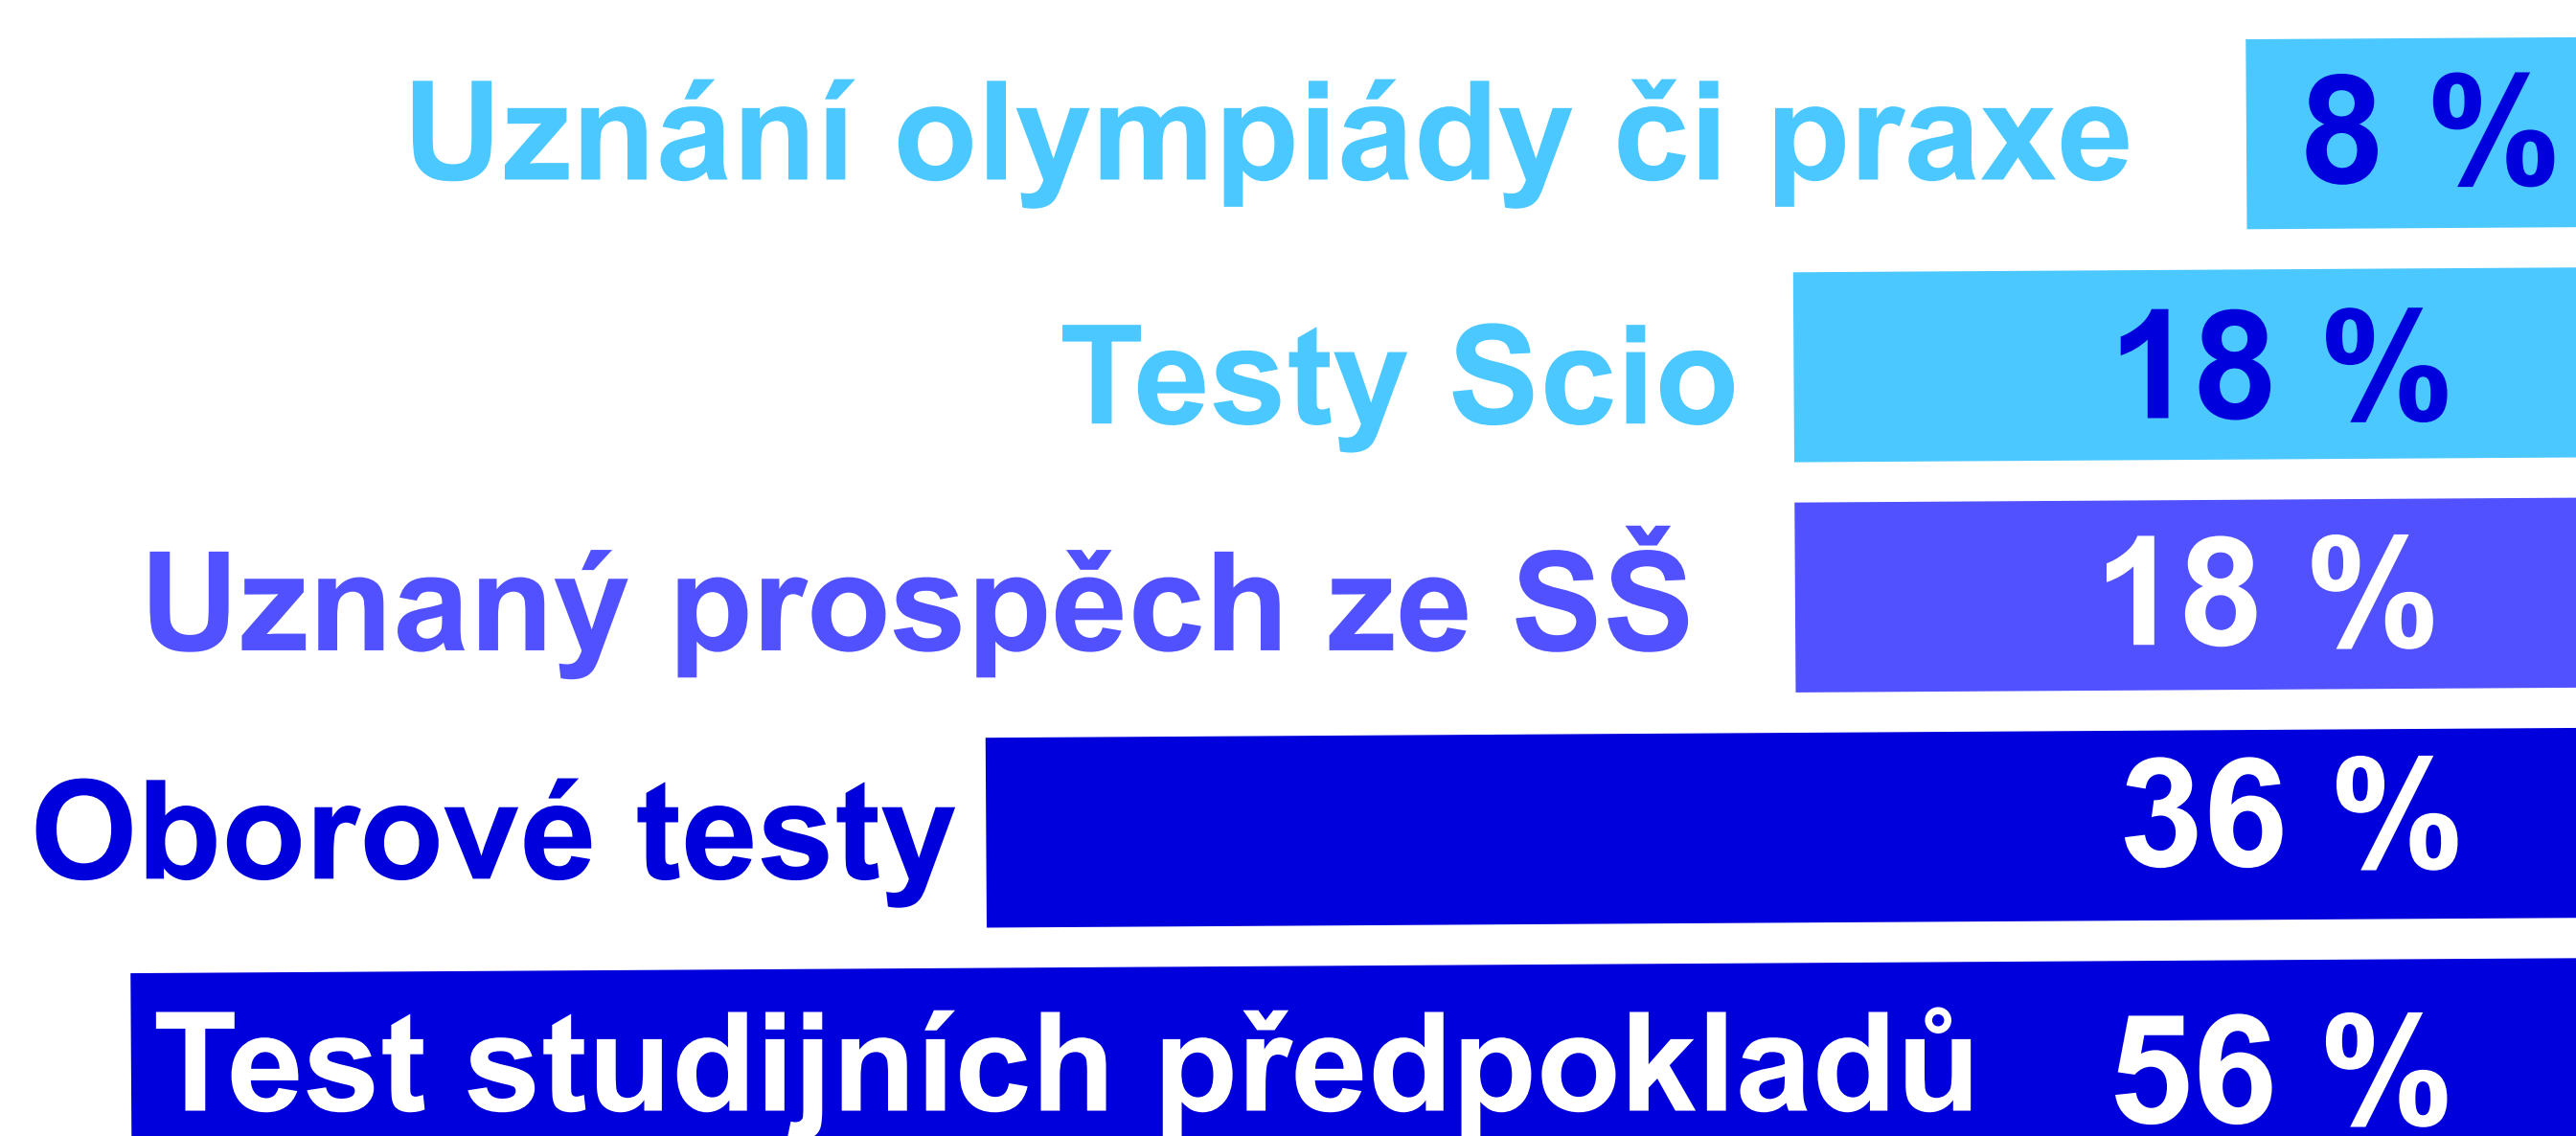 Uznání olympiády či praxe 8 %
Testy Scio 18 %
Uznaný prospěch ze SŠ 18 %
Oborové testy 36 %
Test studijních předpokladů 56 %